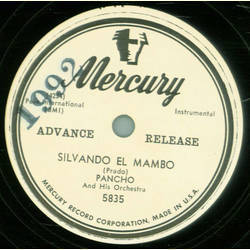 1992
Mercury
International
(BMI)
Instrumental
ADVANCE RELEASE
SILVANDO EL MAMBO
(Prado)
PANCHO
And His Orchestra
5835
MERCURY RECORD CORPORATION, MADE IN U.S.A.